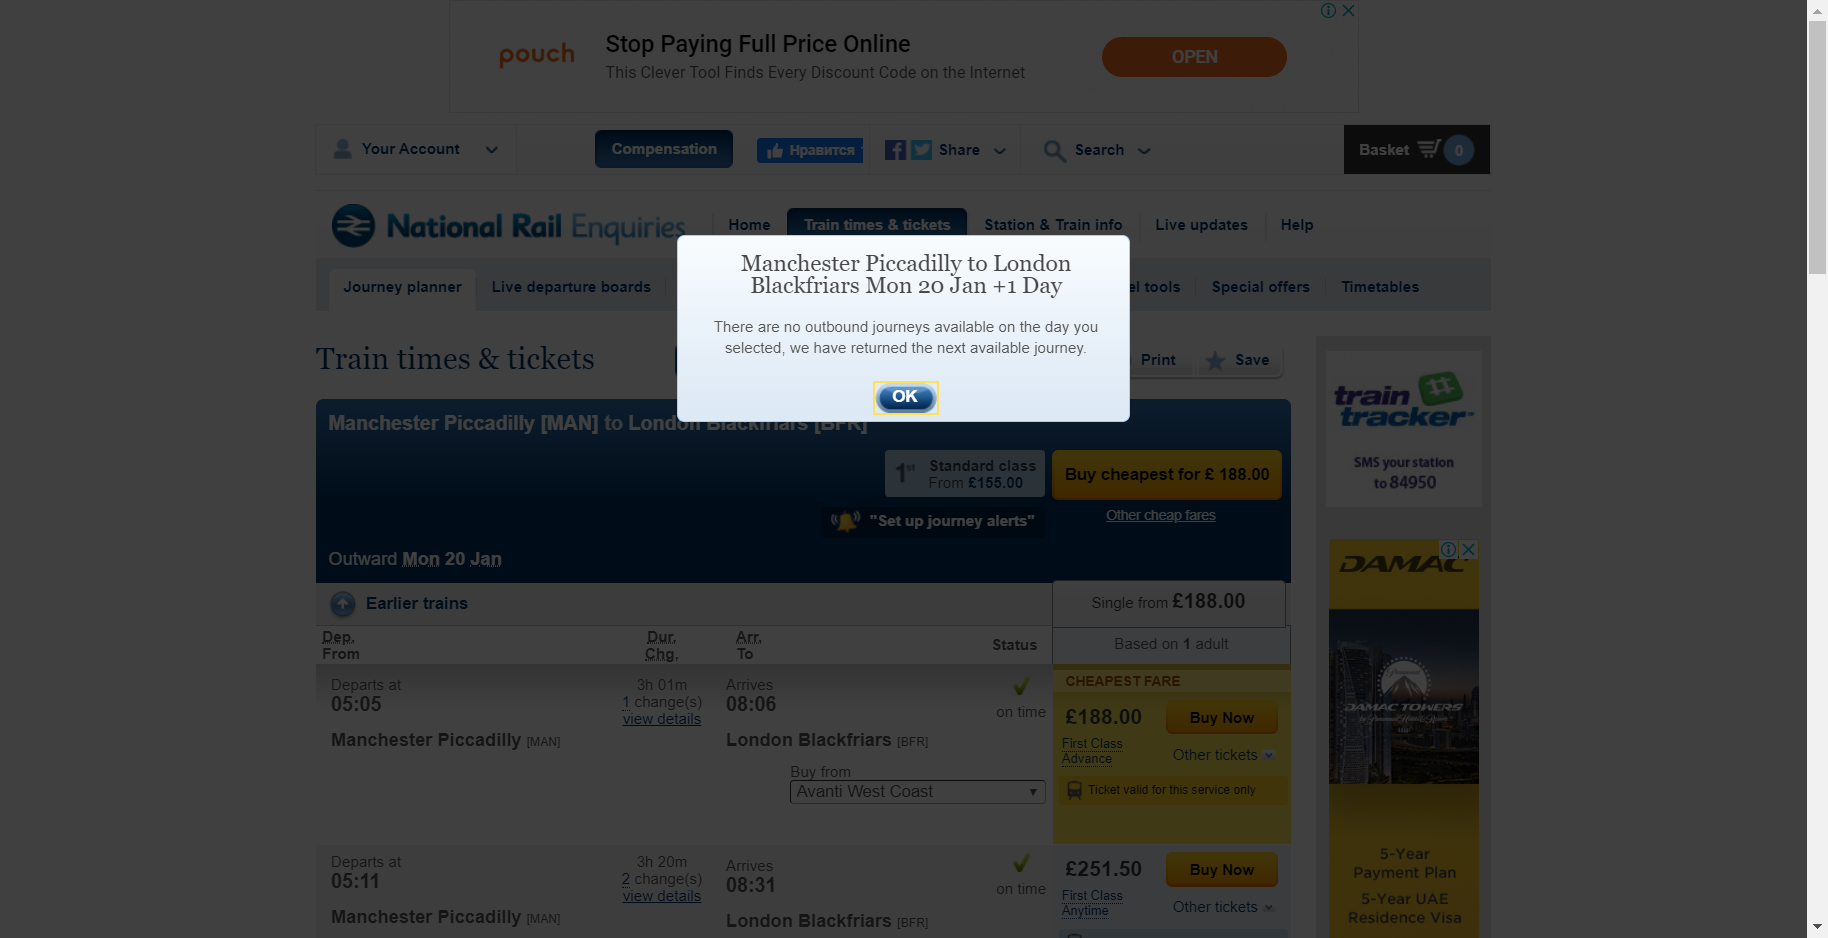 pouch
Stop Paying Full Price Online
This Clever Tool Finds Every Discount Code on the Internet
OPEN
Your Account
Compensation
Нравится
Share
Search
Basket
0
National Rail Enquiries
Home
Train times & tickets
Station & Train info
Live updates
Help
Journey planner
Live departure boards
el tools
Special offers
Timetables
Manchester Piccadilly to London
Blackfriars Mon 20 Jan +1 Day
There are no outbound journeys available on the day you
selected, we have returned the next available journey.
OK
Train times & tickets
Print
Save
Manchester Piccadilly [MAN] to London Blackfriars [BFR]
1st
Standard class
From £155.00
Buy cheapest for £ 188.00
"Set up journey alerts"
Other cheap fares
Outward Mon 20 Jan
Earlier trains
Single from £188.00
Dep.
From
Dur.
Chg.
Arr.
To
Status
Based on 1 adult
Departs at
05:05
3h 01m
1 change(s)
view details
Arrives
08:06
on time
Manchester Piccadilly [MAN]
London Blackfriars [BFR]
Buy from
Avanti West Coast
CHEAPEST FARE
£188.00
Buy Now
First Class
Advance
Other tickets
Ticket valid for this service only
Departs at
05:11
3h 20m
2 change(s)
view details
Arrives
08:31
on time
Manchester Piccadilly [MAN]
London Blackfriars [BFR]
£251.50
Buy Now
First Class
Anytime
Other tickets
train
tracker
SMS your station
to 84950
DAMAC
DAMAC TOWERS
5-Year
Payment Plan
5-Year UAE
Residence Visa